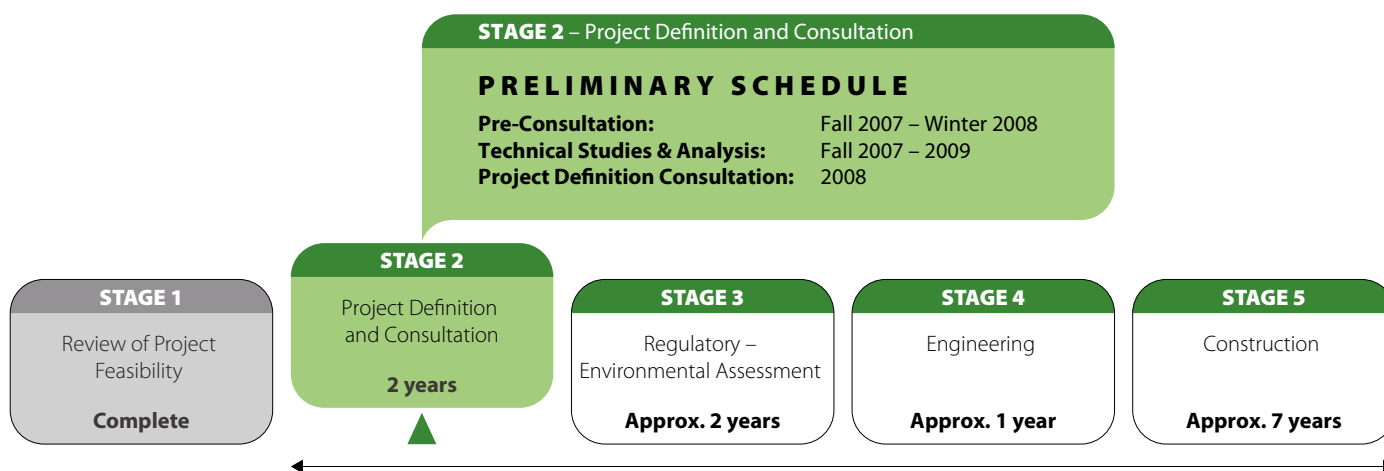 STAGE 2 – Project Definition and Consultation
PRELIMINARY SCHEDULE
Pre-Consultation: Fall 2007 – Winter 2008
Technical Studies & Analysis: Fall 2007 – 2009
Project Definition Consultation: 2008
STAGE 1
Review of Project
Feasibility
Complete
STAGE 2
Project Definition
and Consultation
2 years
STAGE 3
Regulatory –
Environmental Assessment
Approx. 2 years
STAGE 4
Engineering
Approx. 1 year
STAGE 5
Construction
Approx. 7 years